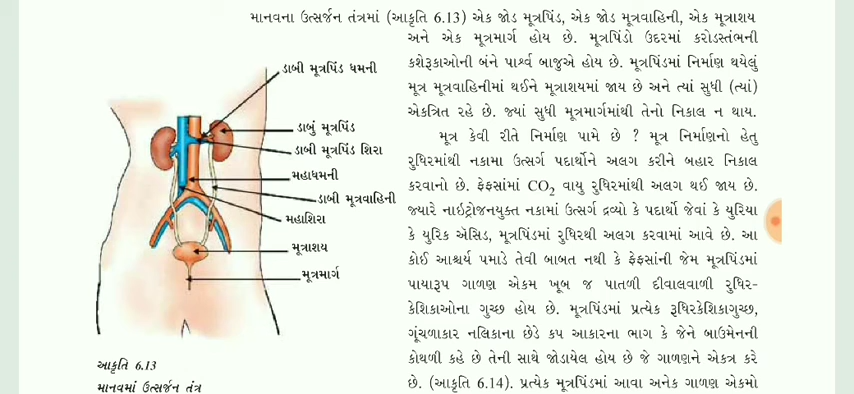 માનવના ઉત્સર્જન તંત્રમાં (આકૃતિ 6.13) એક જોડ મૂત્રપિંડ, એક જોડ મૂત્રવાહિની, એક મૂત્રાશય
અને એક મૂત્રમાર્ગ હોય છે. મૂત્રપિંડો ઉદરમાં કરોડસ્તંભની
કશેરૂકાઓની બંને પાર્શ્વ બાજુએ હોય છે. મૂત્રપિંડમાં નિર્માણ થયેલું
મૂત્ર મૂત્રવાહિનીમાં થઈને મૂત્રાશયમાં જાય છે અને ત્યાં સુધી (ત્યાં)
એકત્રિત રહે છે. જ્યાં સુધી મૂત્રમાર્ગમાંથી તેનો નિકાલ ન થાય.
મૂત્ર કેવી રીતે નિર્માણ પામે છે ? મૂત્ર નિર્માણનો હેતુ
રુધિરમાંથી નકામા ઉત્સર્ગ પદાર્થોને અલગ કરીને બહાર નિકાલ
કરવાનો છે. ફેફસાંમાં CO₂ વાયુ રુધિરમાંથી અલગ થઈ જાય છે.
જ્યારે નાઇટ્રોજનયુક્ત નકામાં ઉત્સર્ગ દ્રવ્યો કે પદાર્થો જેવાં કે યુરિયા
કે યુરિક ઍસિડ, મૂત્રપિંડમાં રુધિરથી અલગ કરવામાં આવે છે. આ
કોઈ આશ્ચર્ય પમાડે તેવી બાબત નથી કે ફેફસાંની જેમ મૂત્રપિંડમાં
પાયારૂપ ગાળણ એકમ ખૂબ જ પાતળી દીવાલવાળી રુધિર-
કેશિકાઓના ગુચ્છ હોય છે. મૂત્રપિંડમાં પ્રત્યેક રૂધિરકેશિકાગુચ્છ,
ગૂંચળાકાર નલિકાના છેડે કપ આકારના ભાગ કે જેને બાઉમેનની
કોથળી કહે છે તેની સાથે જોડાયેલ હોય છે જે ગાળણને એકત્ર કરે
છે. (આકૃતિ 6.14). પ્રત્યેક મૂત્રપિંડમાં આવા અનેક ગાળણ એકમો
ડાબી મૂત્રપિંડ ધમની
ડાબું મૂત્રપિંડ
ડાબી મૂત્રપિંડ શિરા
મહાધમની
ડાબી મૂત્રવાહિની
મહાશિરા
મૂત્રાશય
મૂત્રમાર્ગ
આકૃતિ 6.13
માનવમાં ઉત્સર્જન તંત્ર